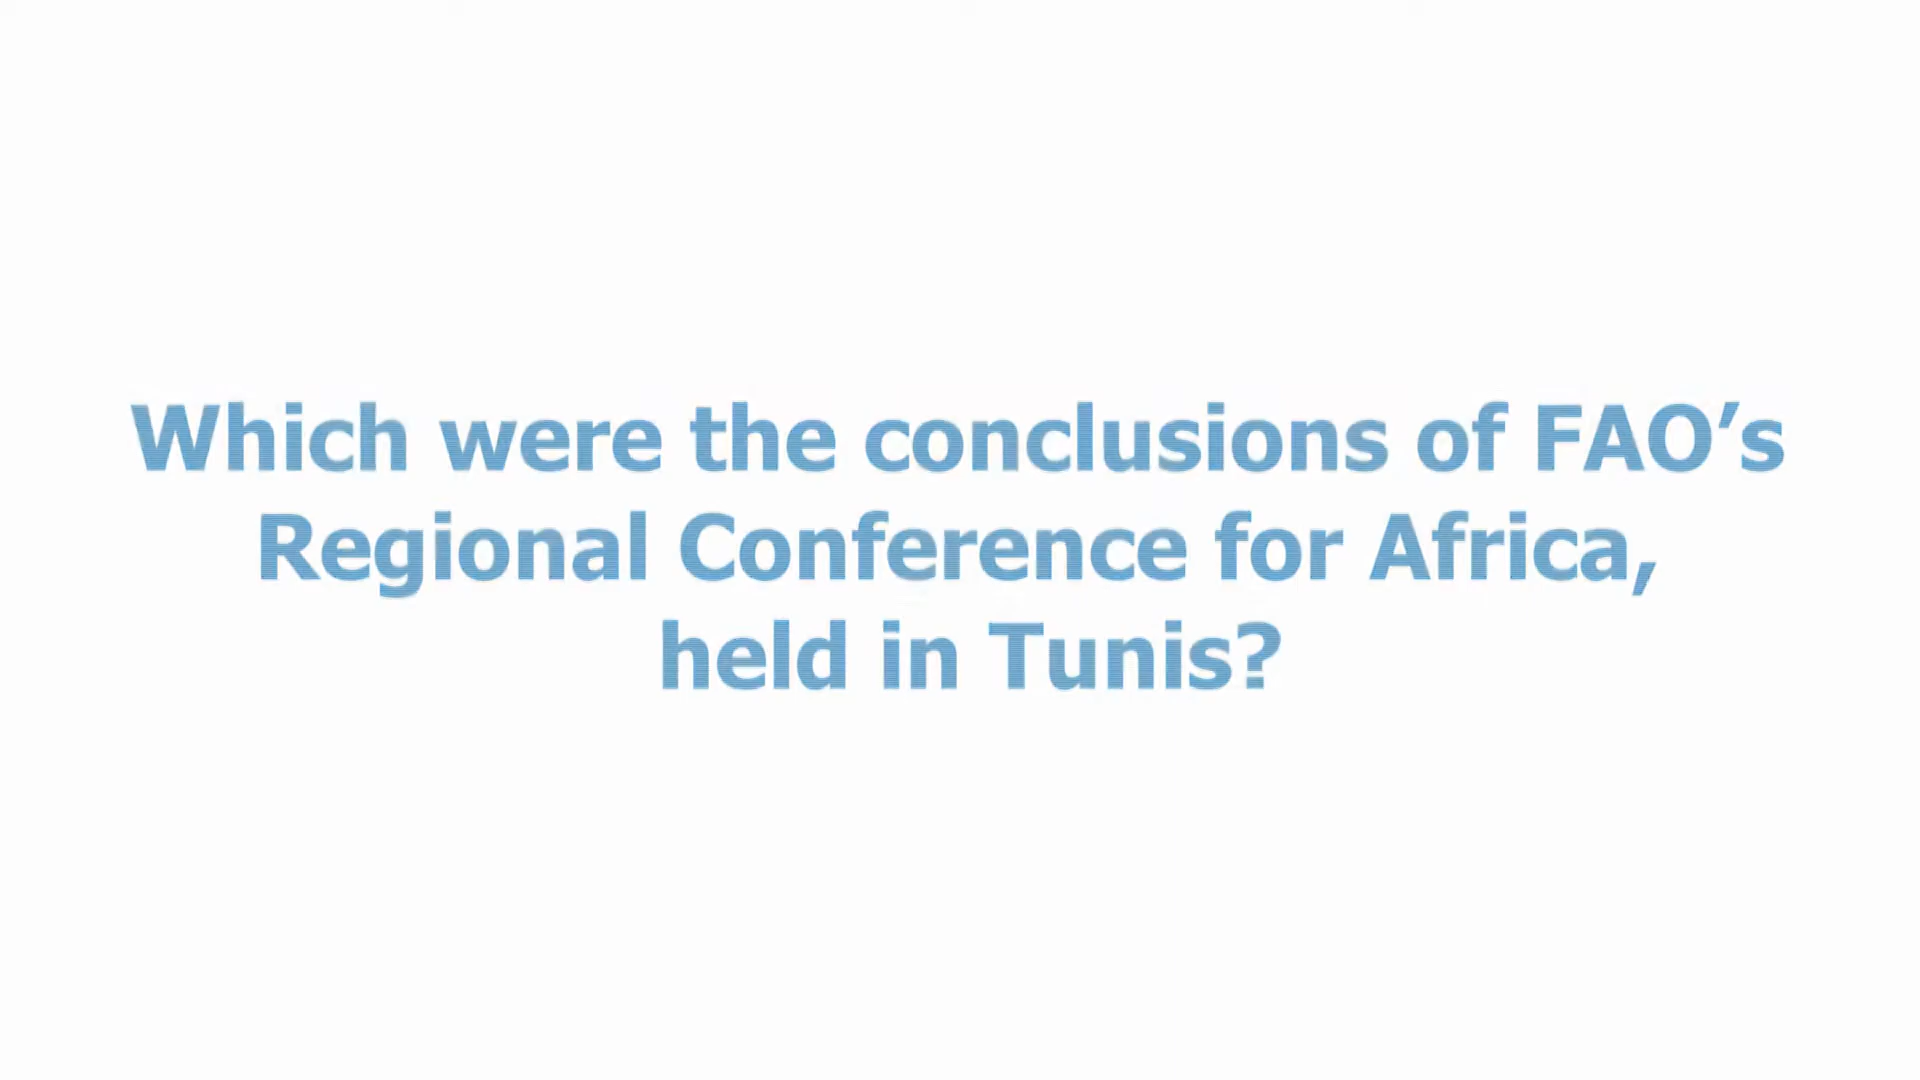 Which were the conclusions of FAO’s
Regional Conference for Africa,
held in Tunis?